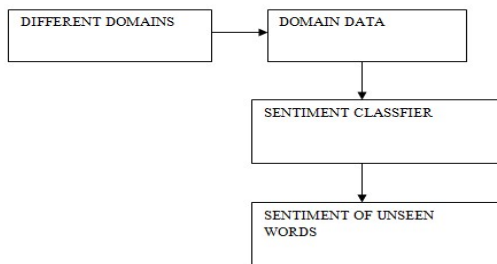 DIFFERENT DOMAINS
DOMAIN DATA
SENTIMENT CLASSFIER
SENTIMENT OF UNSEEN
WORDS